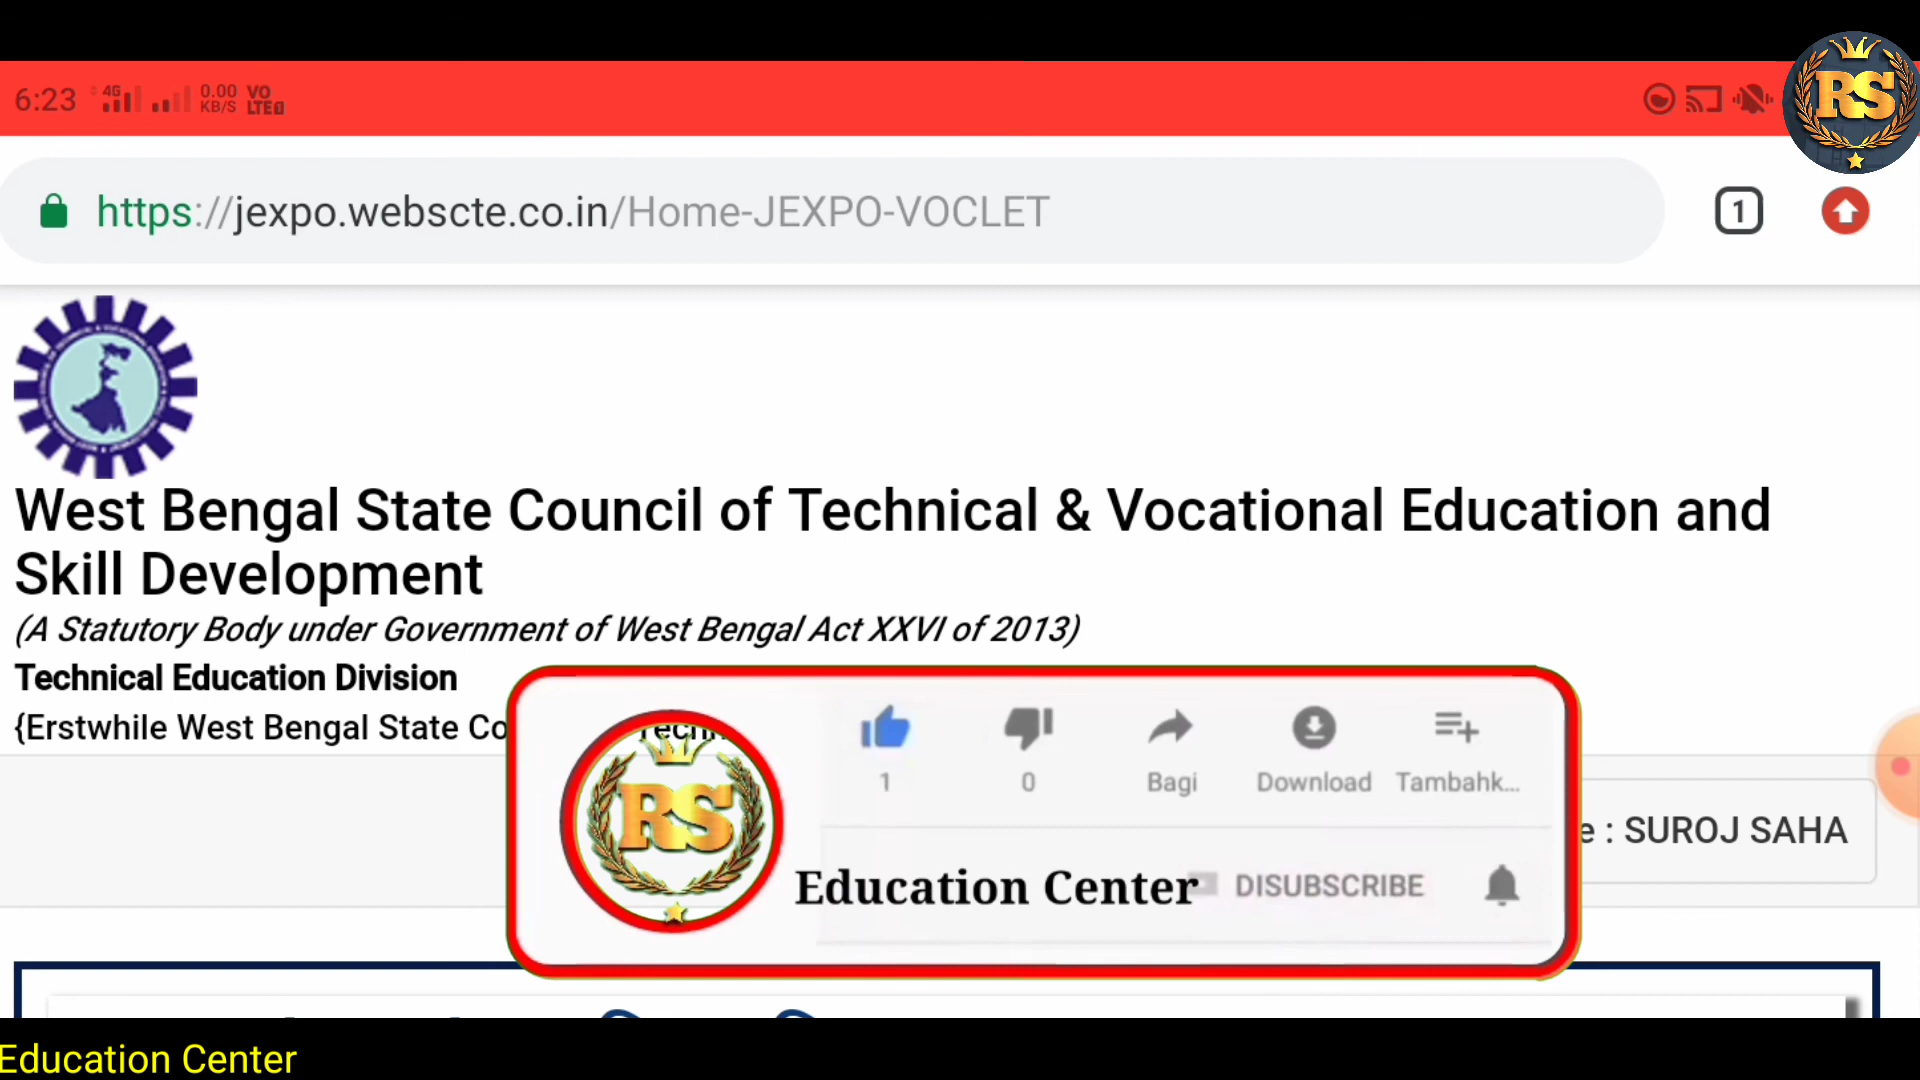 6:23 4G 0.00 KB/S VO LTE
RS
https://jexpo.webscte.co.in/Home-JEXPO-VOCLET
1
West Bengal State Council of Technical & Vocational Education and
Skill Development
(A Statutory Body under Government of West Bengal Act XXVI of 2013)
Technical Education Division
{Erstwhile West Bengal State Co
1 0 Bagi Download Tambahk...
e : SUROJ SAHA
RS
Education Center DISUBSCRIBE
Education Center